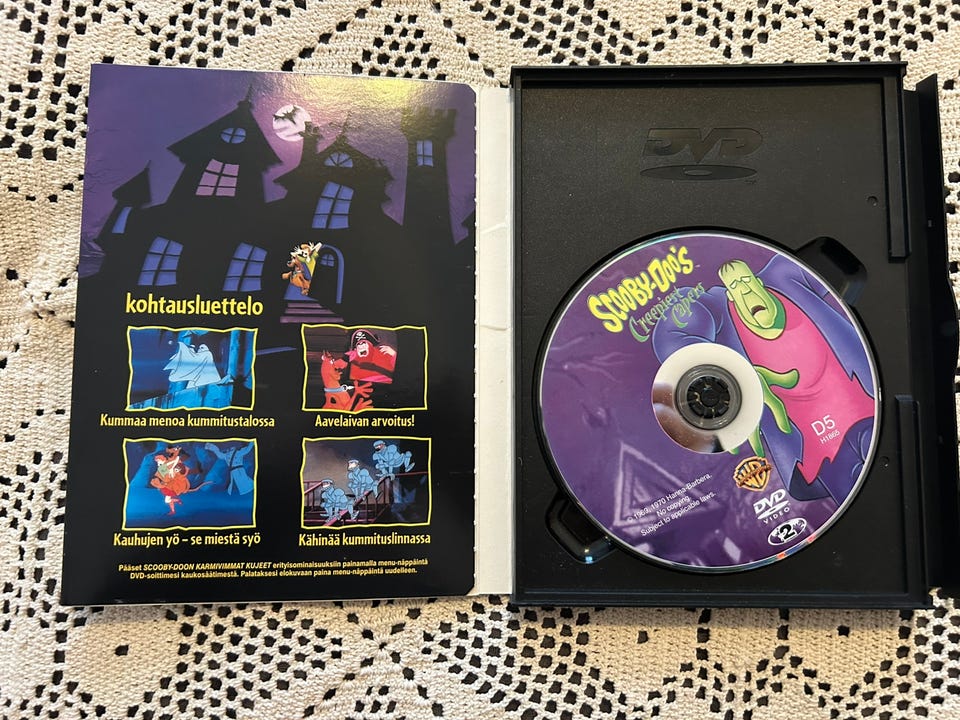 kohtausluettelo
Kummaa menoa kummitustalossa
Aavelaivan arvoitus!
Kauhujen yö – se miestä syö
Kähinää kummituslinnassa
Pääset SCOOBY-DOON KARMIVIMMAT KUJEET erityisominaisuuksiin painamalla menu-näppäintä
DVD-soittimesi kaukosäätimestä. Palataksesi elokuvaan paina menu-näppäintä uudelleen.
DVD
SCOOBY-DOO'S
Creepiest
Capers
D5
H1865
WB
© 1969, 1970 Hanna-Barbera.
No copying.
Subject to applicable laws.
DVD
VIDEO
2